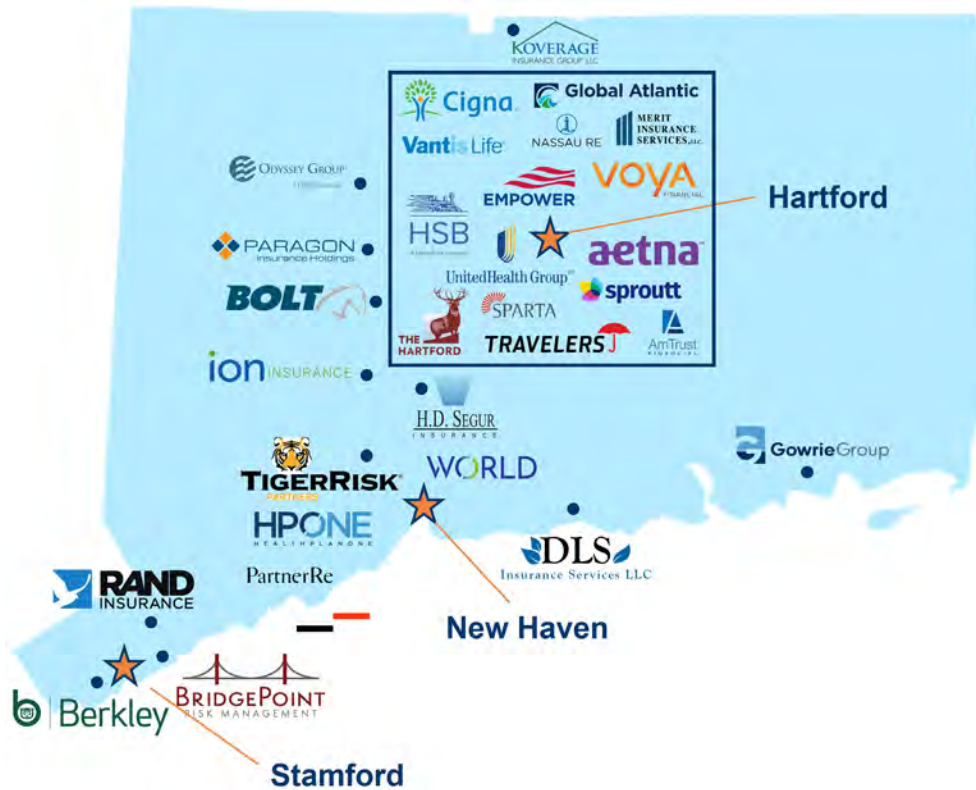 KOVERAGE
INSURANCE GROUP LLC
Cigna
Global Atlantic
Vantis Life
NASSAU RE
MERIT
INSURANCE
SERVICES, LLC.
ODYSSEY GROUP
EMPOWER
VOYA
FINANCIAL
Hartford
PARAGON
Insurance Holdings
HSB
UnitedHealth Group
aetna
BOLT
SPARTA
sproutt
THE
HARTFORD
TRAVELERS
AmTrust
FINANCIAL
ion INSURANCE
H.D. SEGUR
INSURANCE
TIGERRISK
PARTNERS
WORLD
GowrieGroup
HPONE
HEALTHPLANONE
DLS
Insurance Services LLC
PartnerRe
RAND
INSURANCE
New Haven
b | Berkley
BRIDGEPOINT
RISK MANAGEMENT
Stamford